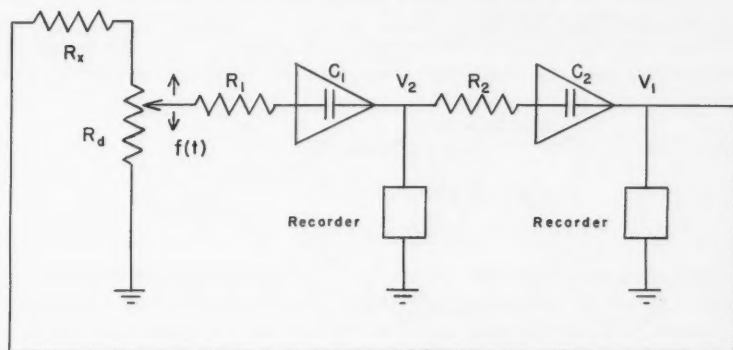 Rx
Rd
f(t)
R1
C1
V2
R2
C2
V1
Recorder
Recorder